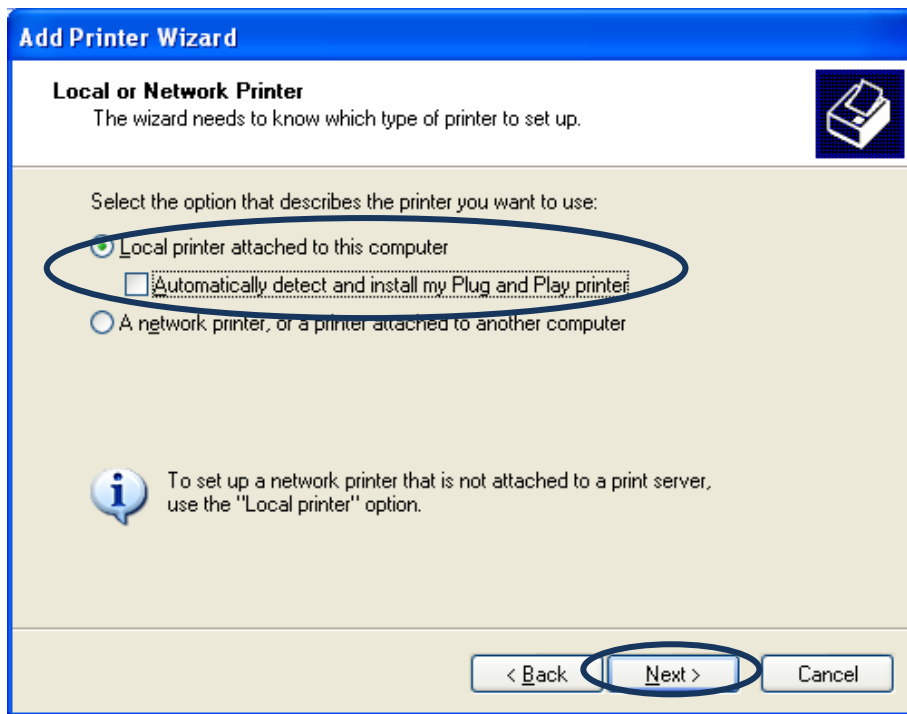 Add Printer Wizard
Local or Network Printer
The wizard needs to know which type of printer to set up.
Select the option that describes the printer you want to use:
Local printer attached to this computer
Automatically detect and install my Plug and Play printer
A network printer, or a printer attached to another computer
To set up a network printer that is not attached to a print server,
use the "Local printer" option.
< Back Next > Cancel